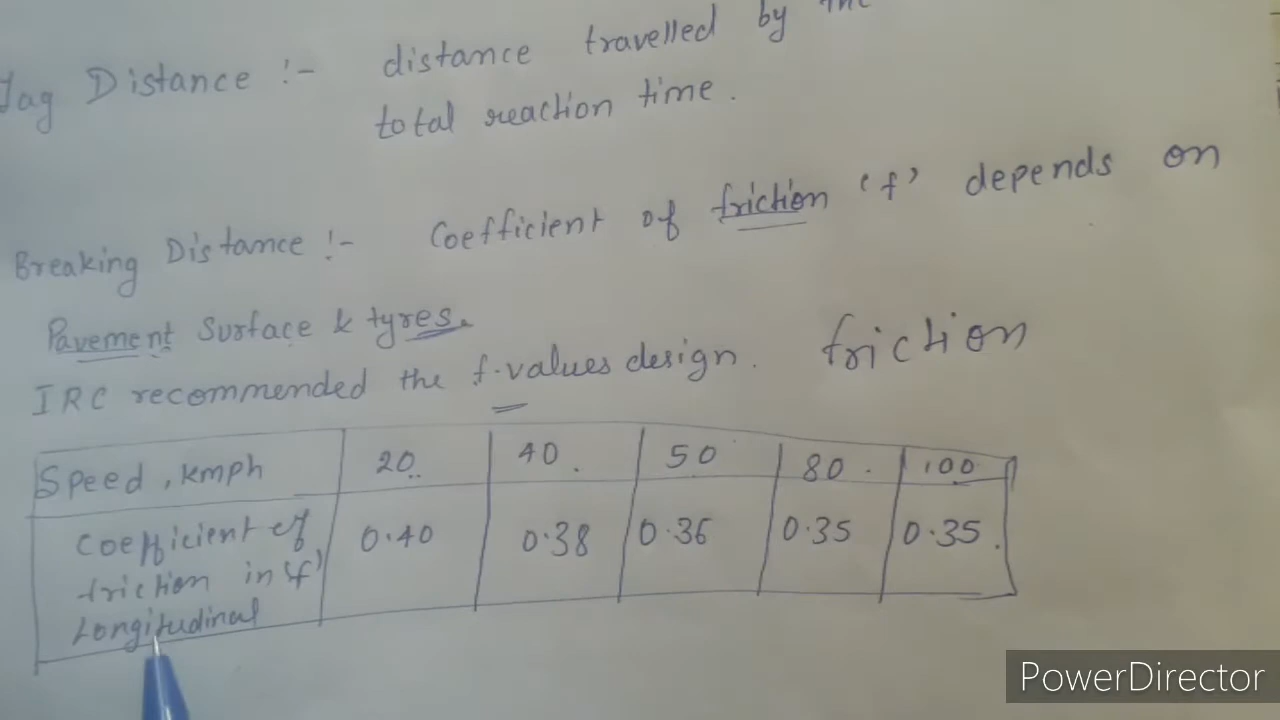 Lag Distance :- distance travelled by the
total reaction time.
Breaking Distance :- Coefficient of friction 'f' depends on
Pavement Surface & tyres.
IRC recommended the f-values design. friction
Speed, kmph 20 40 50 80 100
Coefficient of friction in 'f' Longitudinal 0.40 0.38 0.36 0.35 0.35
PowerDirector